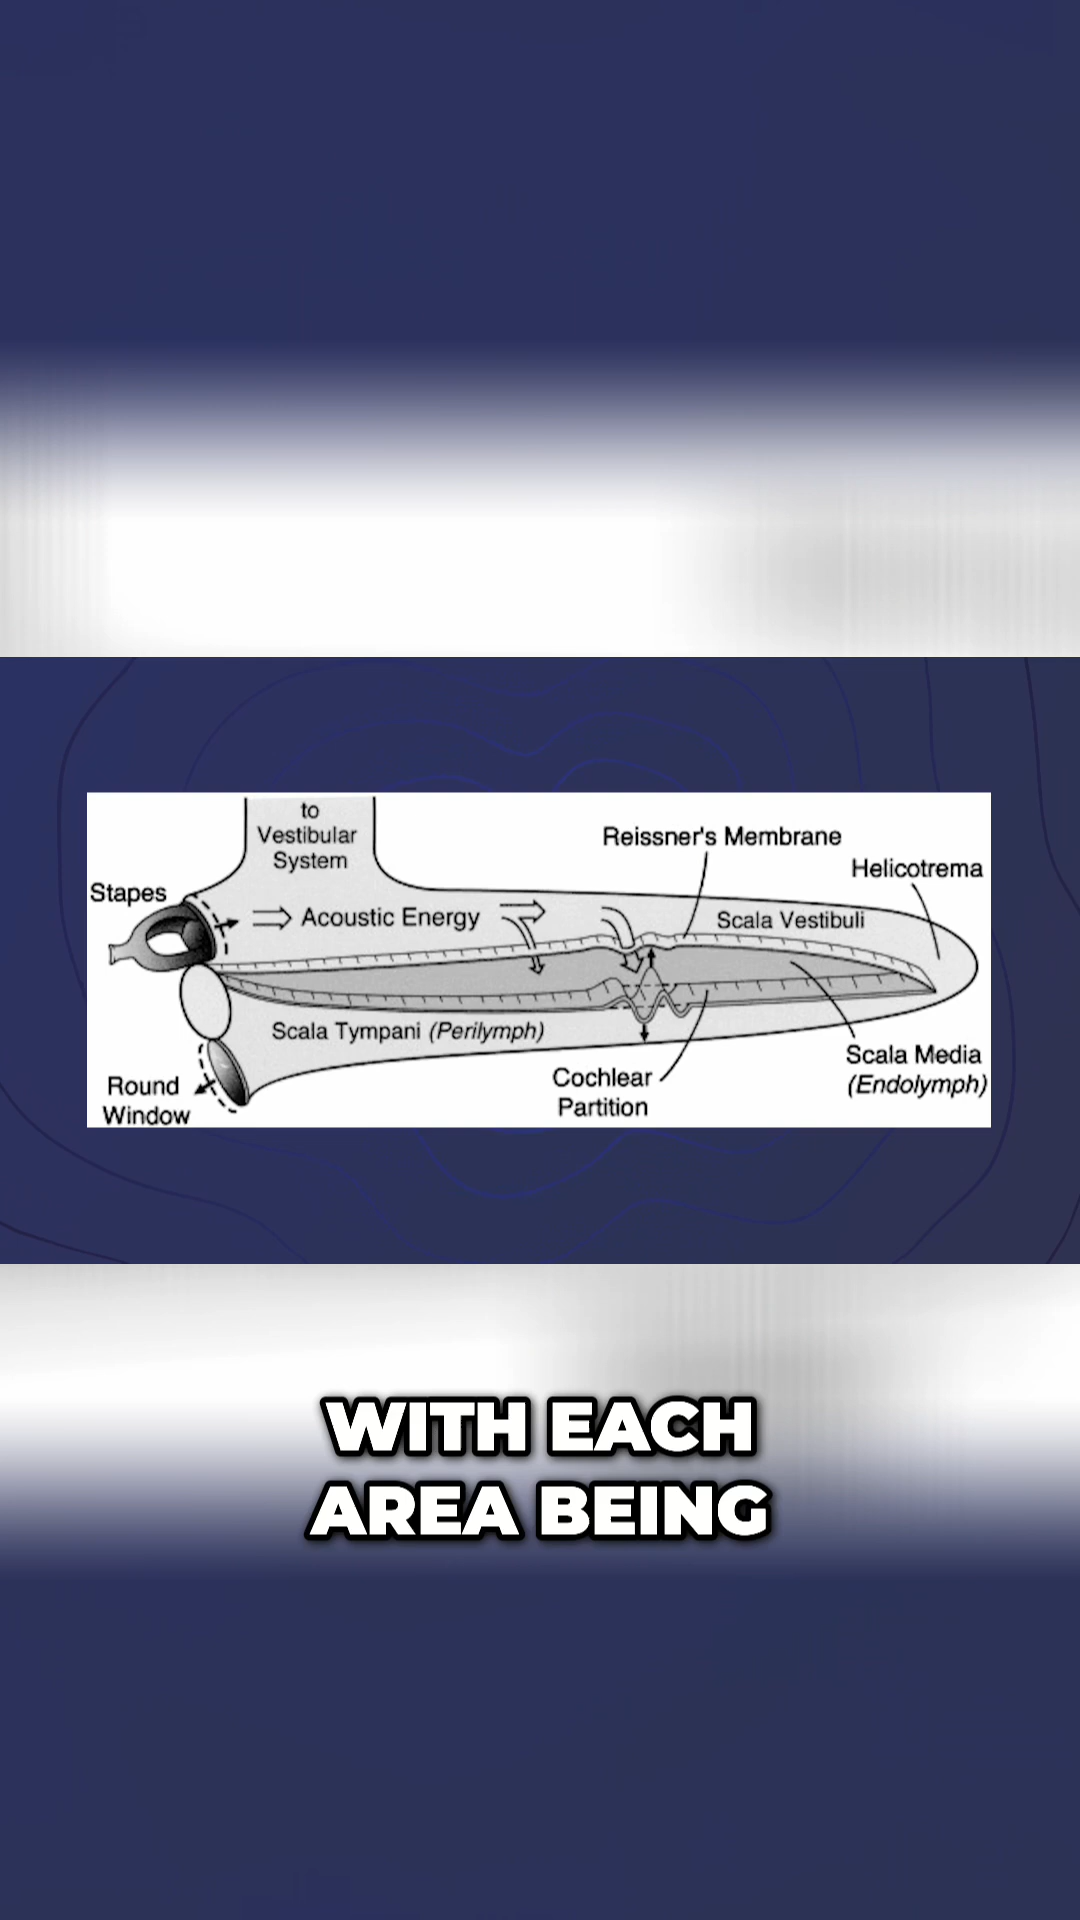 to
Vestibular
System
Reissner's Membrane
Helicotrema
Stapes
Acoustic Energy
Scala Vestibuli
Scala Tympani (Perilymph)
Scala Media
(Endolymph)
Cochlear
Partition
Round
Window
WITH EACH
AREA BEING